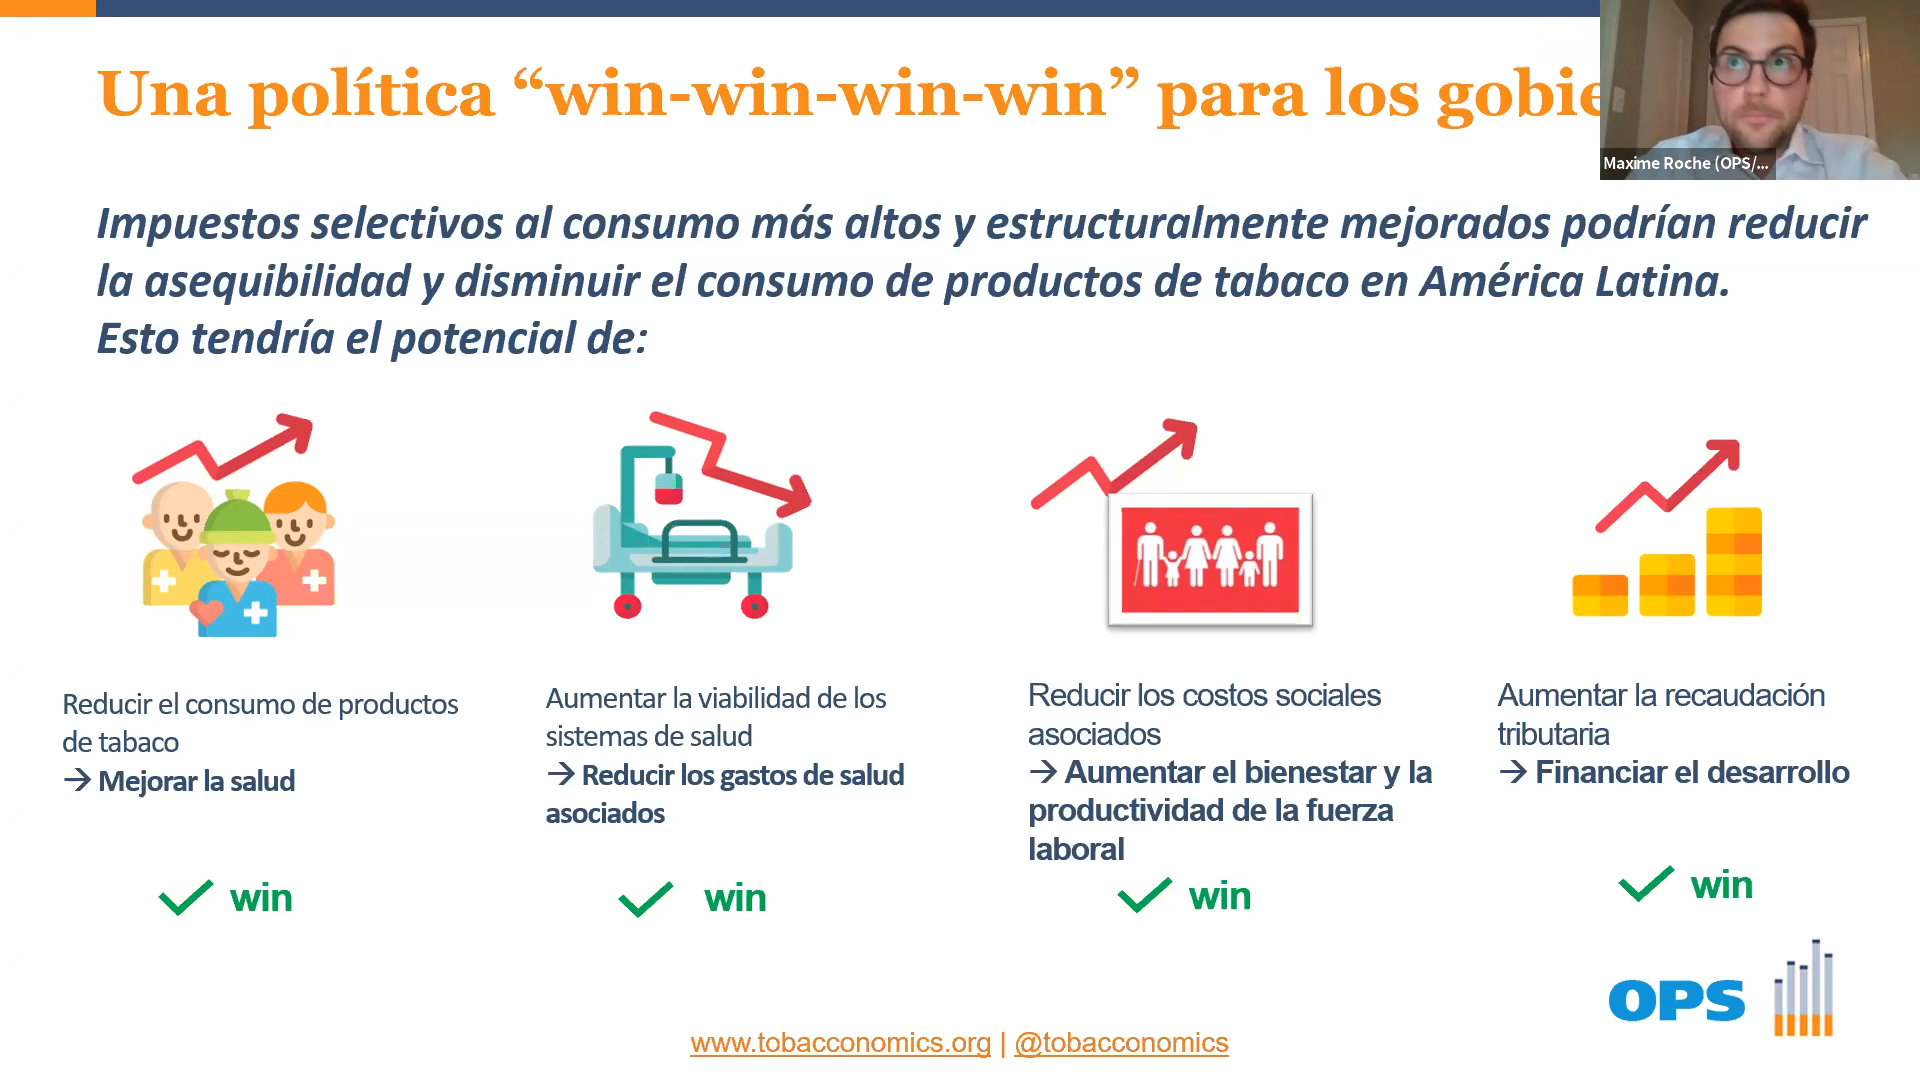 Una política “win-win-win-win” para los gobie
Maxime Roche (OPS/...
Impuestos selectivos al consumo más altos y estructuralmente mejorados podrían reducir
la asequibilidad y disminuir el consumo de productos de tabaco en América Latina.
Esto tendría el potencial de:
Reducir el consumo de productos
de tabaco
→ Mejorar la salud
win
Aumentar la viabilidad de los
sistemas de salud
→ Reducir los gastos de salud
asociados
win
Reducir los costos sociales
asociados
→ Aumentar el bienestar y la
productividad de la fuerza
laboral
win
Aumentar la recaudación
tributaria
→ Financiar el desarrollo
win
OPS
www.tobacconomics.org | @tobacconomics